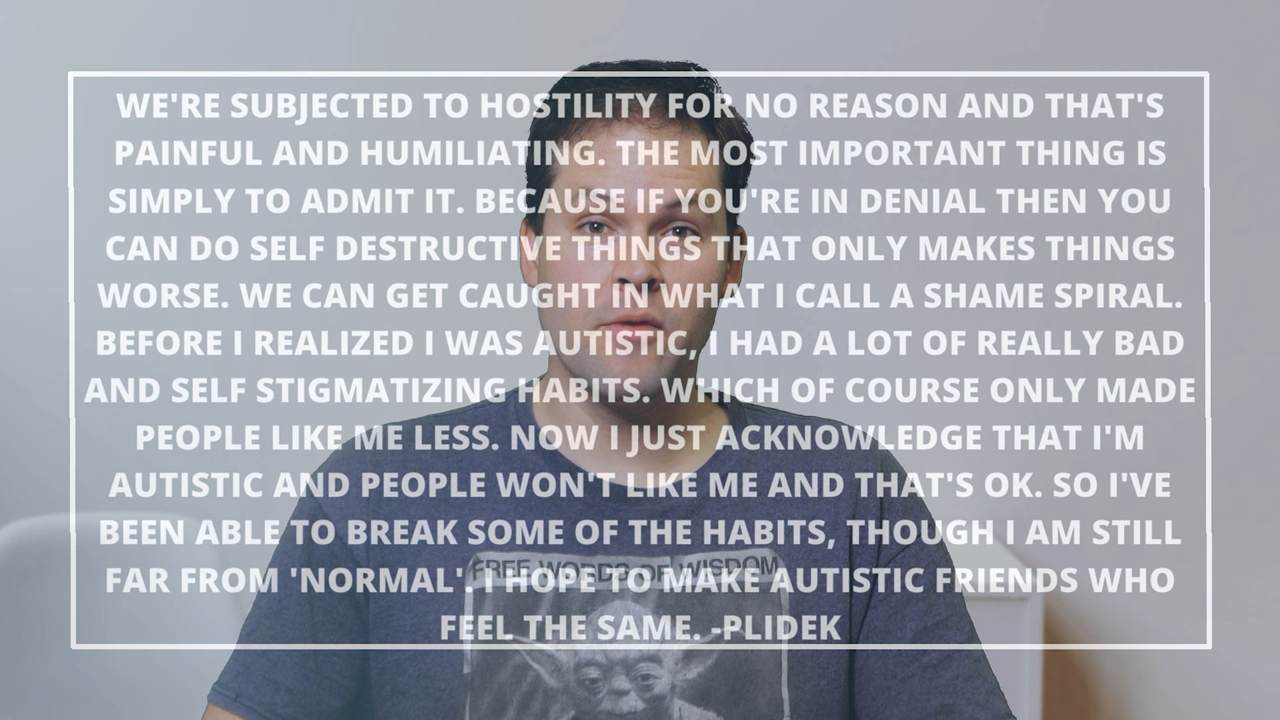 WE'RE SUBJECTED TO HOSTILITY FOR NO REASON AND THAT'S
PAINFUL AND HUMILIATING. THE MOST IMPORTANT THING IS
SIMPLY TO ADMIT IT. BECAUSE IF YOU'RE IN DENIAL THEN YOU
CAN DO SELF DESTRUCTIVE THINGS THAT ONLY MAKES THINGS
WORSE. WE CAN GET CAUGHT IN WHAT I CALL A SHAME SPIRAL.
BEFORE I REALIZED I WAS AUTISTIC, I HAD A LOT OF REALLY BAD
AND SELF STIGMATIZING HABITS. WHICH OF COURSE ONLY MADE
PEOPLE LIKE ME LESS. NOW I JUST ACKNOWLEDGE THAT I'M
AUTISTIC AND PEOPLE WON'T LIKE ME AND THAT'S OK. SO I'VE
BEEN ABLE TO BREAK SOME OF THE HABITS, THOUGH I AM STILL
FREE WORDS OF WISDOM
FAR FROM 'NORMAL'. I HOPE TO MAKE AUTISTIC FRIENDS WHO
FEEL THE SAME. -PLIDEK